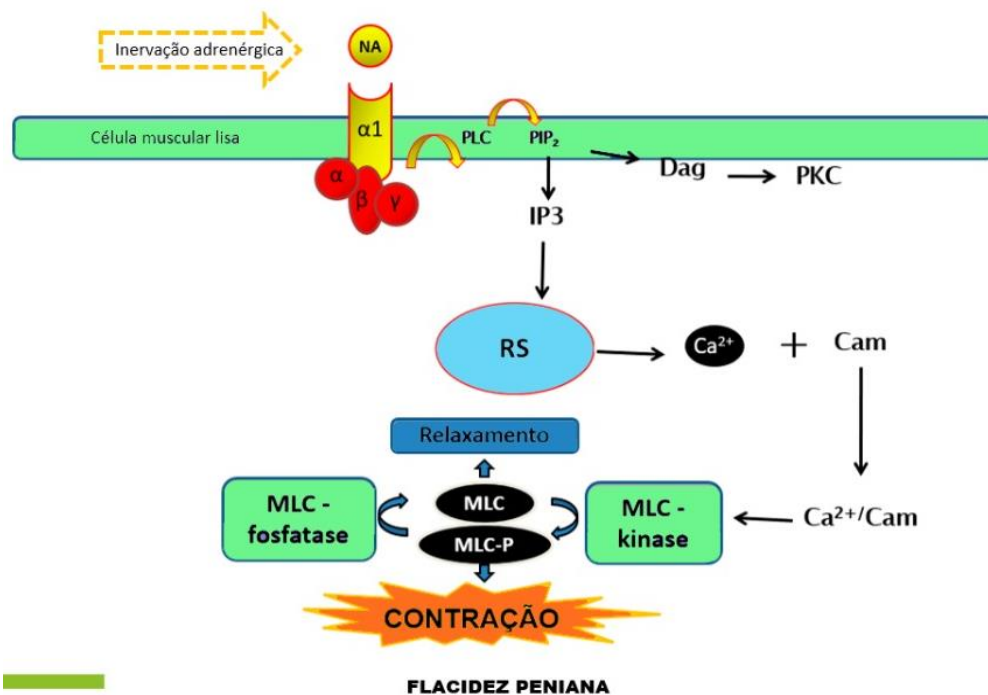 Inervação adrenérgica
NA
Célula muscular lisa
α1
PLC
PIP₂
α
β
γ
Dag
PKC
IP3
RS
Ca²⁺
+
Cam
Relaxamento
MLC -
fosfatase
MLC
MLC-P
MLC -
kinase
Ca²⁺/Cam
CONTRAÇÃO
FLACIDEZ PENIANA